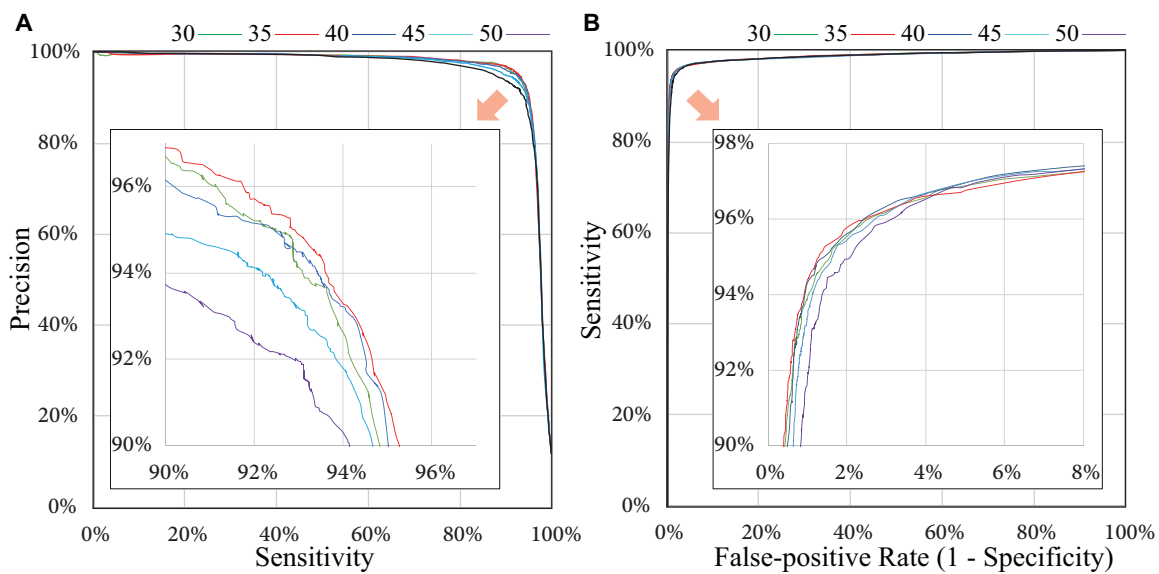 A
30 35 40 45 50
100%
80%
60%
40%
20%
0%
Precision
96%
94%
92%
90%
90% 92% 94% 96%
0% 20% 40% 60% 80% 100%
Sensitivity
B
30 35 40 45 50
100%
80%
60%
40%
20%
0%
Sensitivity
98%
96%
94%
92%
90%
0% 2% 4% 6% 8%
20% 40% 60% 80% 100%
0%
False-positive Rate (1 - Specificity)